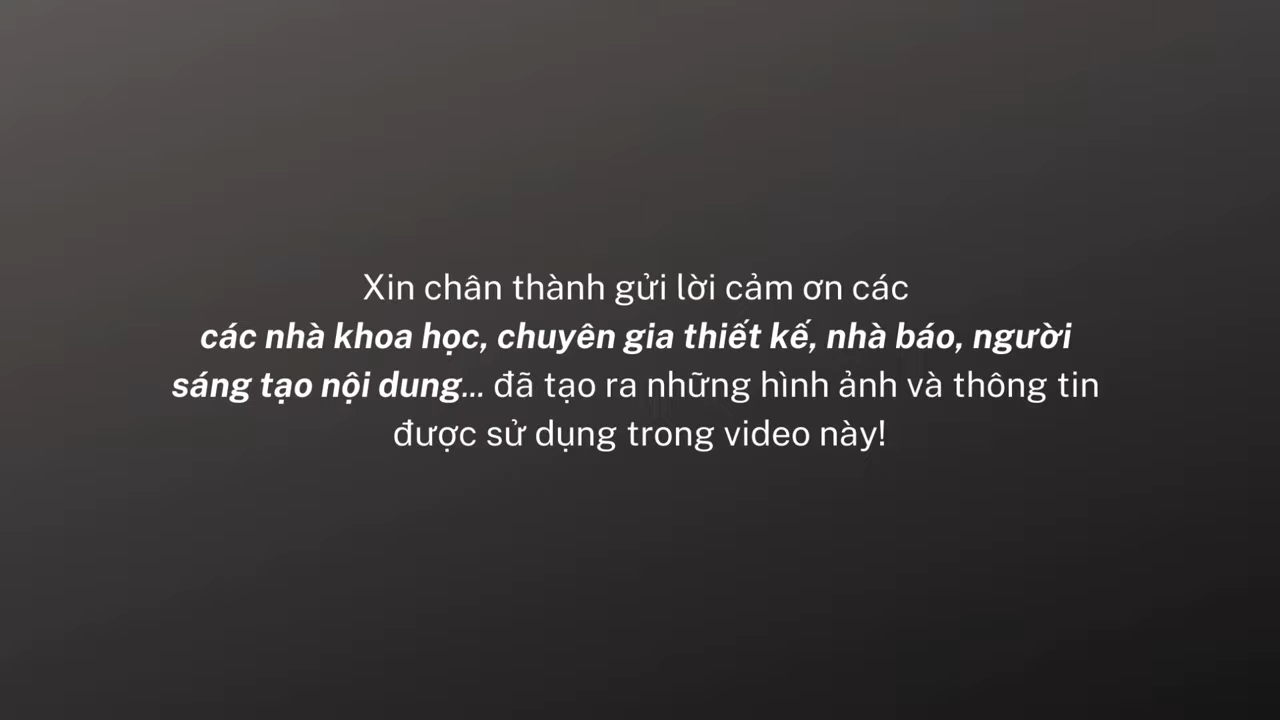 Xin chân thành gửi lời cảm ơn các
các nhà khoa học, chuyên gia thiết kế, nhà báo, người
sáng tạo nội dung... đã tạo ra những hình ảnh và thông tin
được sử dụng trong video này!